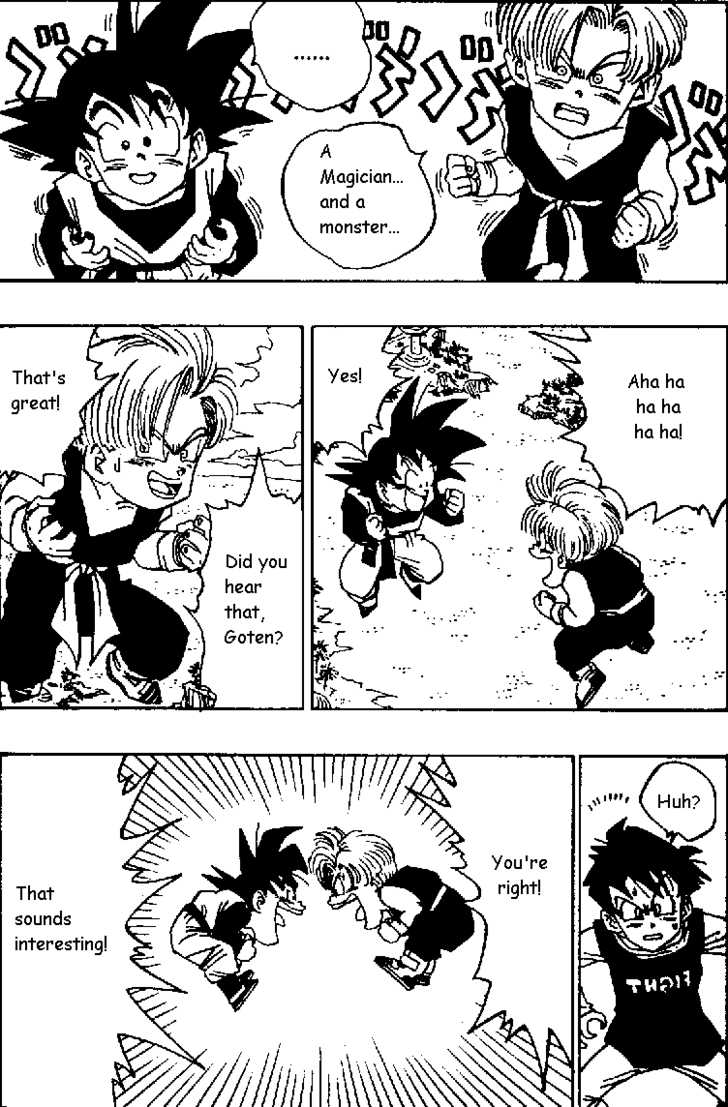 ......
A
Magician...
and a
monster...
That's
great!
Did you
hear
that,
Goten?
Yes!
Aha ha
ha ha
ha ha!
That
sounds
interesting!
You're
right!
Huh?
FIGHT